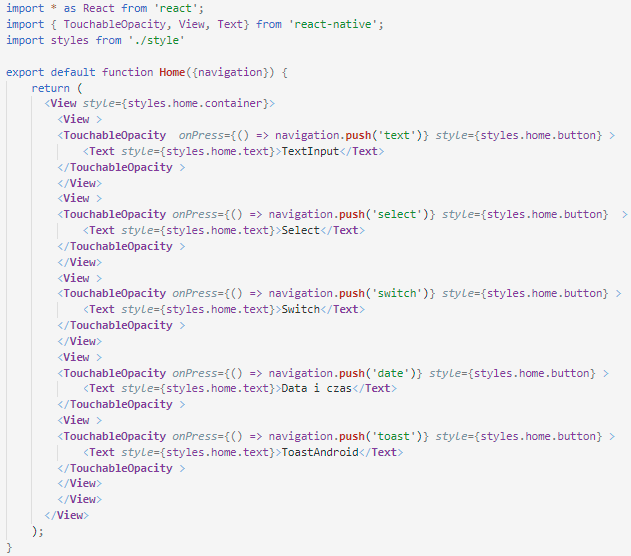 import * as React from 'react';
import { TouchableOpacity, View, Text} from 'react-native';
import styles from './style'

export default function Home({navigation}) {
    return (
      <View style={styles.home.container}>
        <View >
        <TouchableOpacity  onPress={() => navigation.push('text')} style={styles.home.button} >
            <Text style={styles.home.text}>TextInput</Text>
        </TouchableOpacity >
        </View>
        <View >
        <TouchableOpacity onPress={() => navigation.push('select')} style={styles.home.button}  >
            <Text style={styles.home.text}>Select</Text>
        </TouchableOpacity >
        </View>
        <View >
        <TouchableOpacity onPress={() => navigation.push('switch')} style={styles.home.button} >
            <Text style={styles.home.text}>Switch</Text>
        </TouchableOpacity >
        </View>
        <View >
        <TouchableOpacity onPress={() => navigation.push('date')} style={styles.home.button} >
            <Text style={styles.home.text}>Data i czas</Text>
        </TouchableOpacity >
        <View >
        <TouchableOpacity onPress={() => navigation.push('toast')} style={styles.home.button} >
            <Text style={styles.home.text}>ToastAndroid</Text>
        </TouchableOpacity >
        </View>
        </View>
      </View>
    );
}